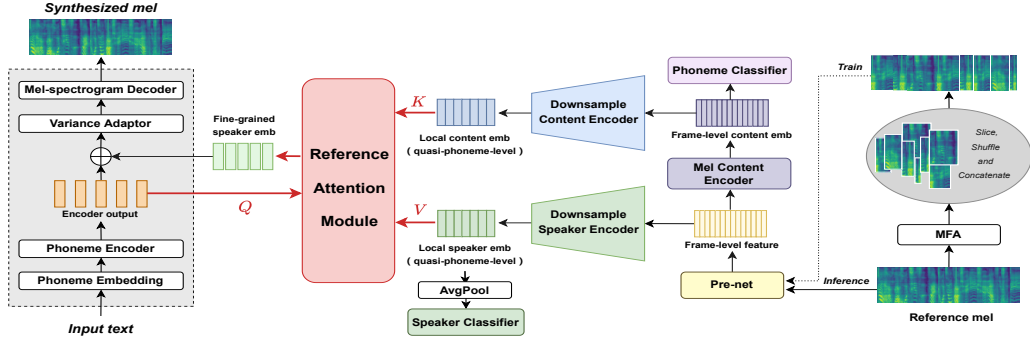 Synthesized mel
Mel-spectrogram Decoder
Variance Adaptor
Encoder output
Phoneme Encoder
Phoneme Embedding
Input text
Fine-grained
speaker emb
Q
Reference
Attention
Module
K
V
Local content emb
( quasi-phoneme-level )
Local speaker emb
( quasi-phoneme-level )
AvgPool
Speaker Classifier
Downsample
Content Encoder
Downsample
Speaker Encoder
Phoneme Classifier
Frame-level content emb
Mel Content
Encoder
Frame-level feature
Pre-net
Train
Inference
Slice,
Shuffle
and
Concatenate
MFA
Reference mel